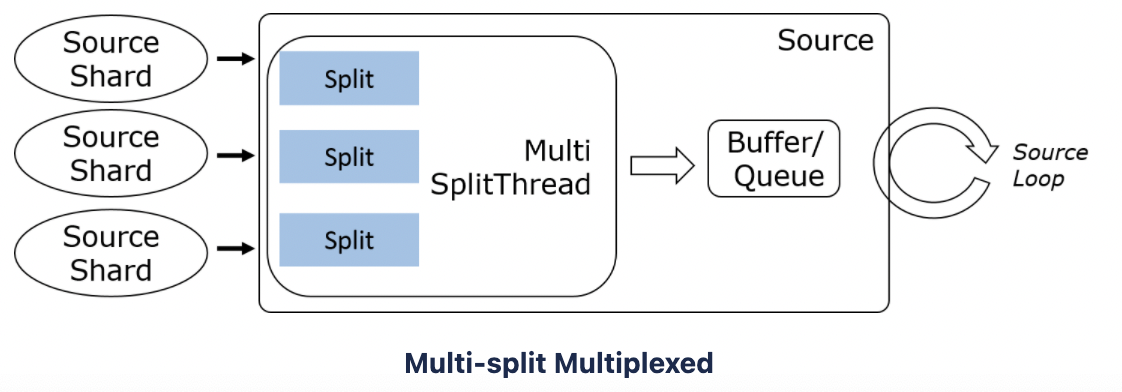 Source
Shard
Source
Shard
Source
Shard
Source
Split
Split
Split
Multi
SplitThread
Buffer/
Queue
Source
Loop
Multi-split Multiplexed